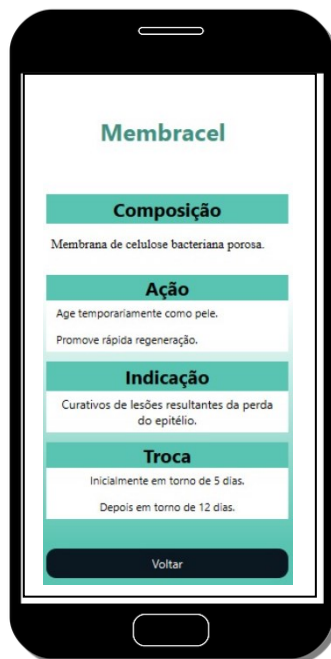 Membracel
Composição
Membrana de celulose bacteriana porosa.
Ação
Age temporariamente como pele.
Promove rápida regeneração.
Indicação
Curativos de lesões resultantes da perda
do epitélio.
Troca
Inicialmente em torno de 5 dias.
Depois em torno de 12 dias.
Voltar